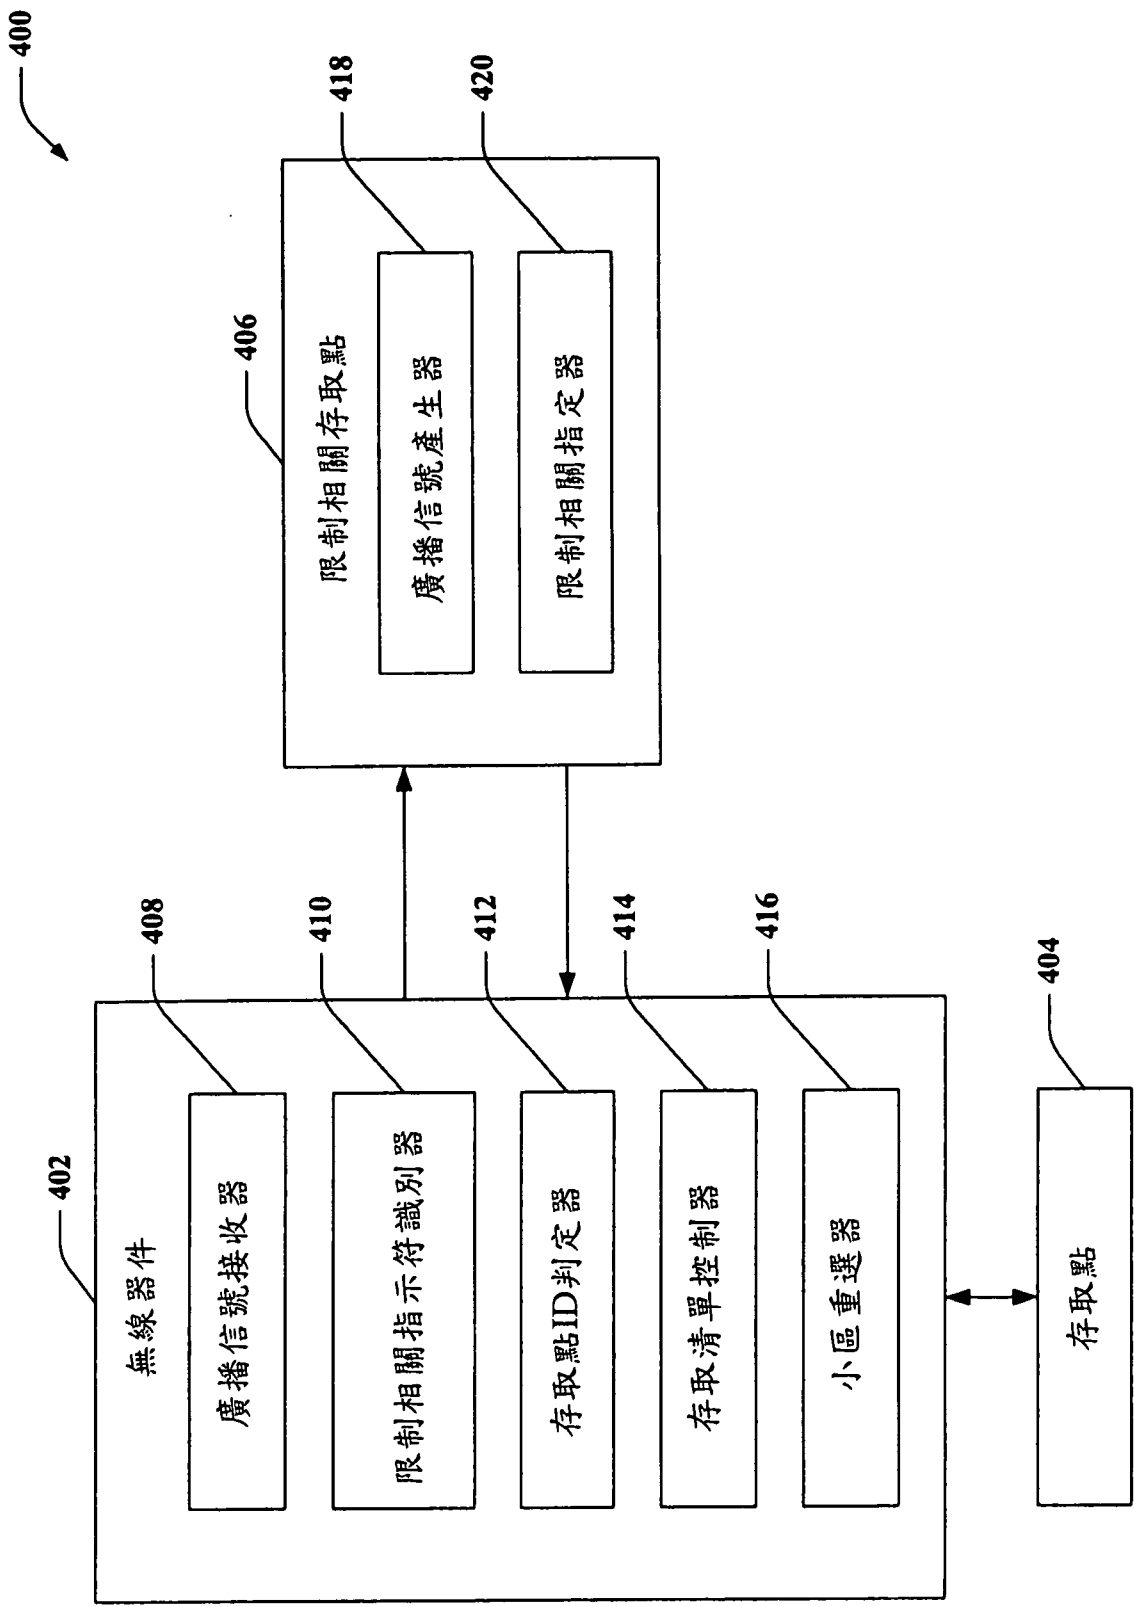 400
402
無線器件
408
廣播信號接收器
410
限制相關指示符識別器
412
存取點ID判定器
414
存取清單控制器
416
小區重選器
404
存取點
406
限制相關存取點
418
廣播信號產生器
420
限制相關指定器